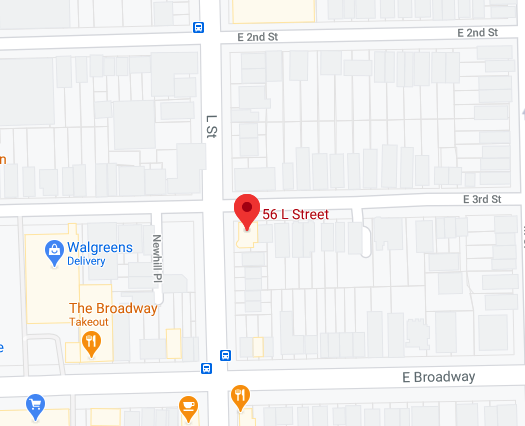 E 2nd St
E 2nd St
L St
E 3rd St
56 L Street
Newhill Pl
Walgreens
Delivery
The Broadway
Takeout
E Broadway